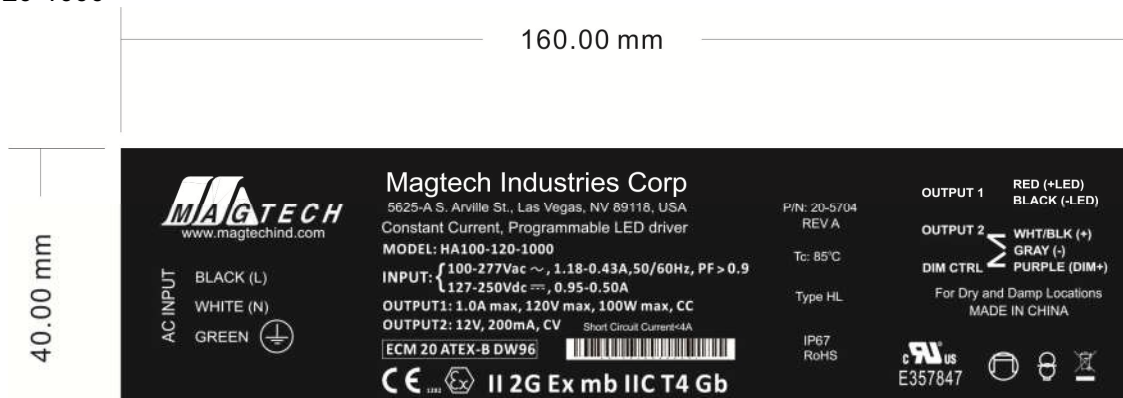 160.00 mm
40.00 mm
MAGTECH
www.magtechind.com
AC INPUT
BLACK (L)
WHITE (N)
GREEN
Magtech Industries Corp
5625-A S. Arville St., Las Vegas, NV 89118, USA
Constant Current, Programmable LED driver
MODEL: HA100-120-1000
INPUT: 100-277Vac ∼, 1.18-0.43A,50/60Hz, PF > 0.9
127-250Vdc ⎓, 0.95-0.50A
OUTPUT1: 1.0A max, 120V max, 100W max, CC
OUTPUT2: 12V, 200mA, CV Short Circuit Current<4A
ECM 20 ATEX-B DW96
CE 1282 Ex II 2G Ex mb IIC T4 Gb
P/N: 20-5704
REV A
Tc: 85℃
Type HL
IP67
RoHS
OUTPUT 1
RED (+LED)
BLACK (-LED)
OUTPUT 2
WHT/BLK (+)
GRAY (-)
DIM CTRL
PURPLE (DIM+)
For Dry and Damp Locations
MADE IN CHINA
c RU US
E357847